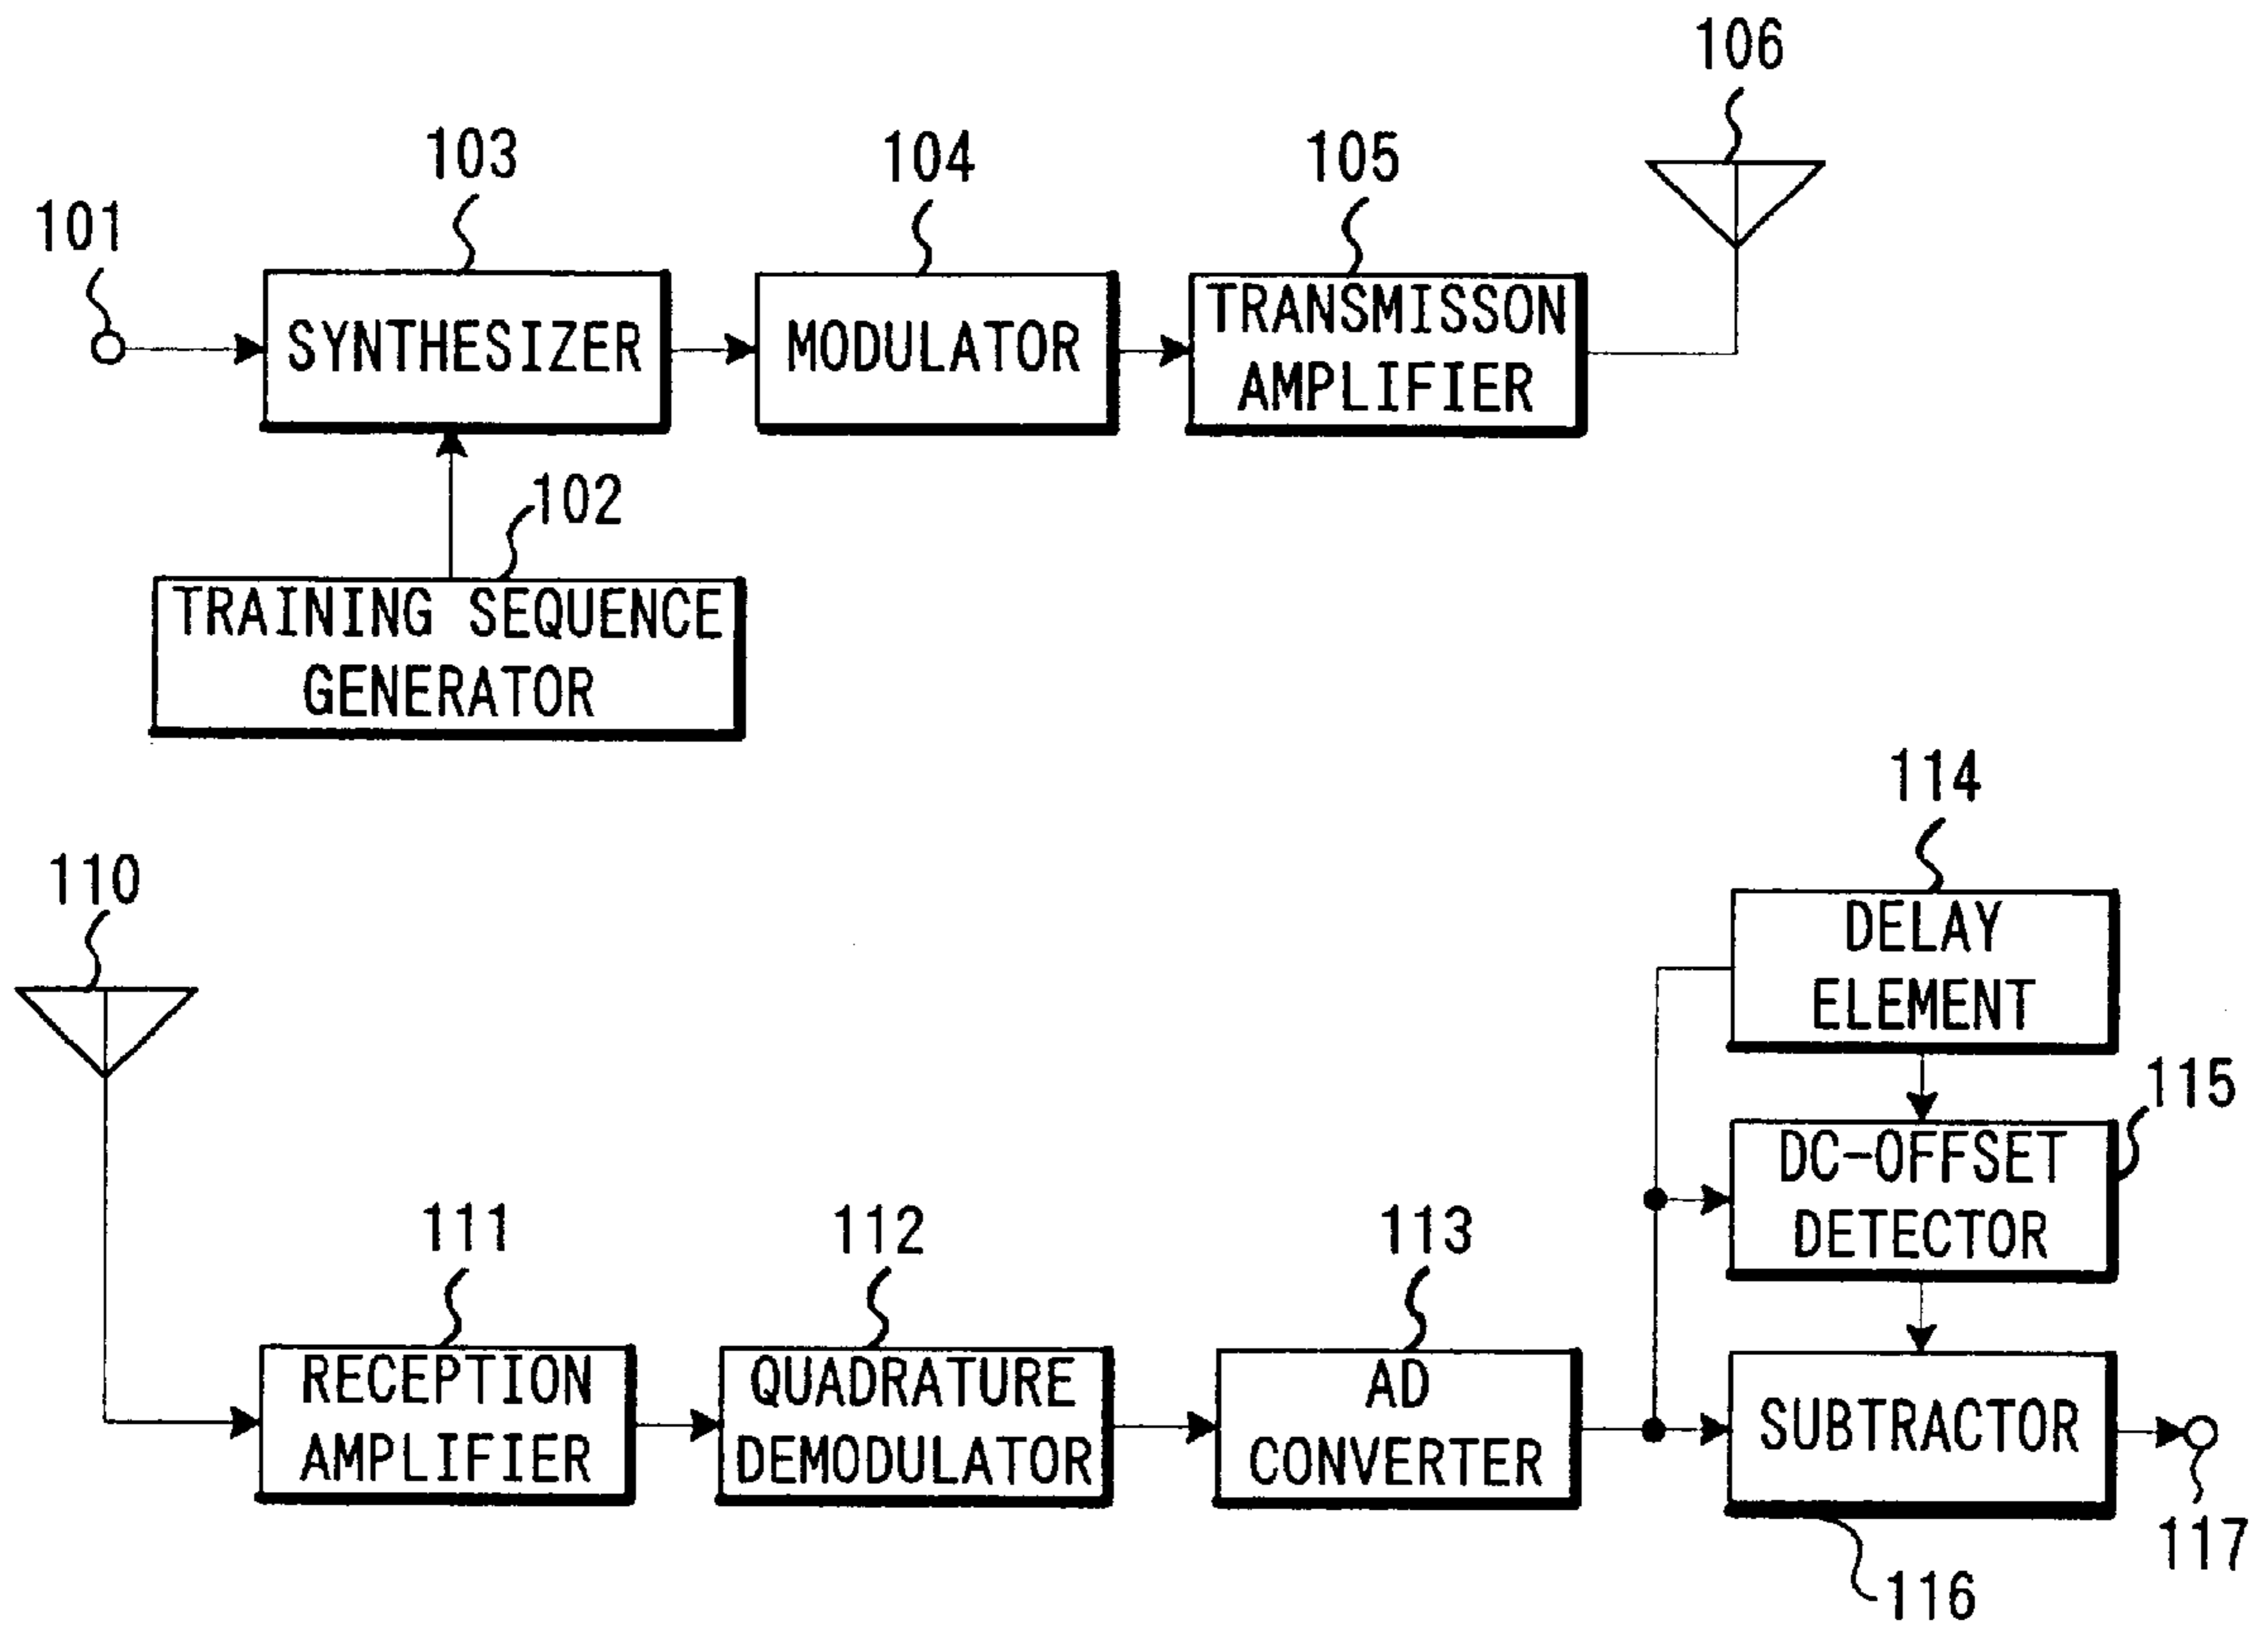 106
103
104
105
101
SYNTHESIZER
MODULATOR
TRANSMISSON
AMPLIFIER
102
TRAINING SEQUENCE
GENERATOR
114
110
DELAY
ELEMENT
115
DC-OFFSET
DETECTOR
111
112
113
RECEPTION
AMPLIFIER
QUADRATURE
DEMODULATOR
AD
CONVERTER
SUBTRACTOR
117
116